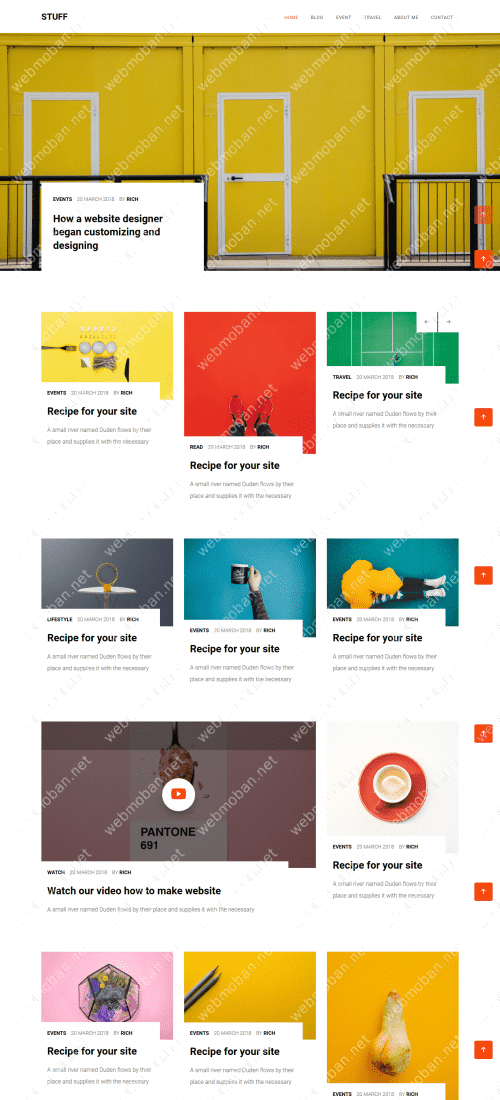 STUFF
HOME BLOG EVENT TRAVEL ABOUT ME CONTACT
EVENTS 20 MARCH 2018 BY RICH
How a website designer
began customizing and
designing
EVENTS 20 MARCH 2018 BY RICH
Recipe for your site
A small river named Duden flows by their
place and supplies it with the necessary
READ 20 MARCH 2018 BY RICH
Recipe for your site
A small river named Duden flows by their
place and supplies it with the necessary
TRAVEL 20 MARCH 2018 BY RICH
Recipe for your site
A small river named Duden flows by their
place and supplies it with the necessary
LIFESTYLE 20 MARCH 2018 BY RICH
Recipe for your site
A small river named Duden flows by their
place and supplies it with the necessary
EVENTS 20 MARCH 2018 BY RICH
Recipe for your site
A small river named Duden flows by their
place and supplies it with the necessary
EVENTS 20 MARCH 2018 BY RICH
Recipe for your site
A small river named Duden flows by their
place and supplies it with the necessary
PANTONE
691
WATCH 20 MARCH 2018 BY RICH
Watch our video how to make website
A small river named Duden flows by their place and supplies it with the necessary
EVENTS 20 MARCH 2018 BY RICH
Recipe for your site
A small river named Duden flows by their
place and supplies it with the necessary
EVENTS 20 MARCH 2018 BY RICH
Recipe for your site
A small river named Duden flows by their
place and supplies it with the necessary
EVENTS 20 MARCH 2018 BY RICH
Recipe for your site
A small river named Duden flows by their
place and supplies it with the necessary
EVENTS 20 MARCH 2018 BY RICH
webmoban.net